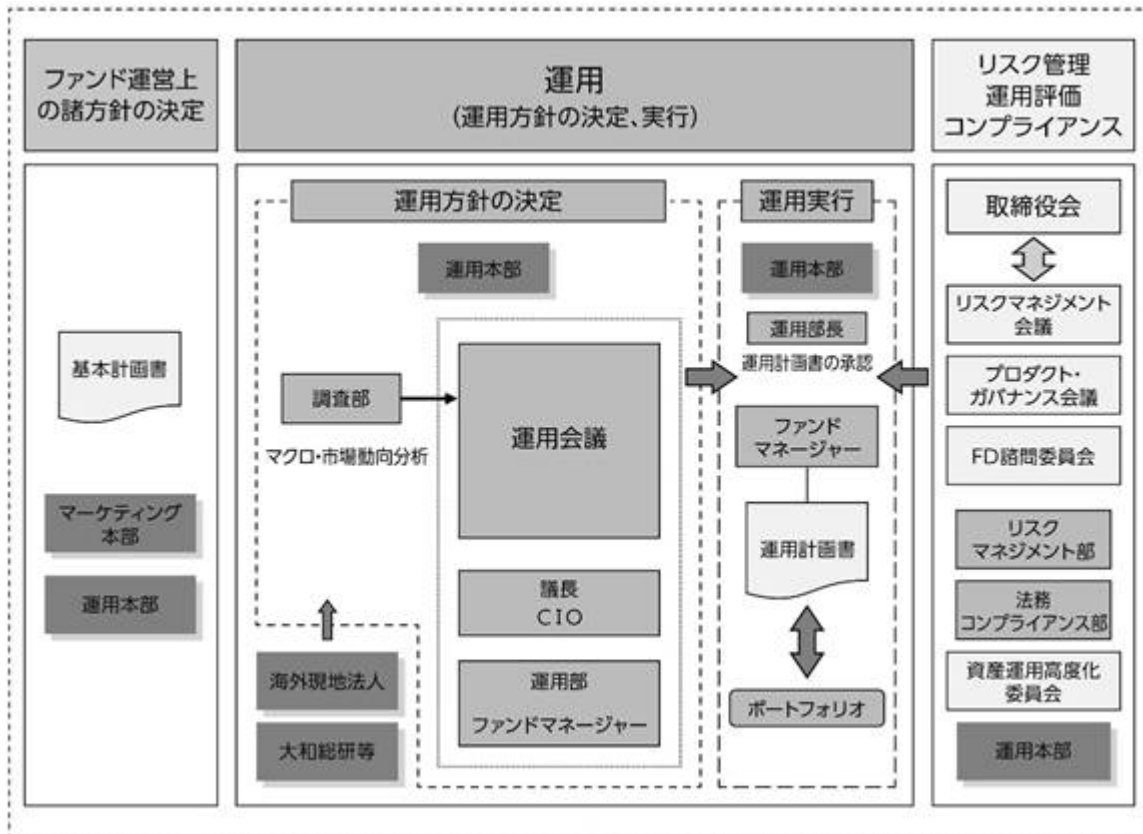 ファンド運営上
の諸方針の決定
基本計画書
マーケティング
本部
運用本部
運用
(運用方針の決定、実行)
運用方針の決定
運用本部
調査部
マクロ・市場動向分析
運用会議
議長
CIO
運用部
ファンドマネージャー
海外現地法人
大和総研等
運用実行
運用本部
運用部長
運用計画書の承認
ファンド
マネージャー
運用計画書
ポートフォリオ
リスク管理
運用評価
コンプライアンス
取締役会
リスクマネジメント
会議
プロダクト・
ガバナンス会議
FD諮問委員会
リスク
マネジメント部
法務
コンプライアンス部
資産運用高度化
委員会
運用本部